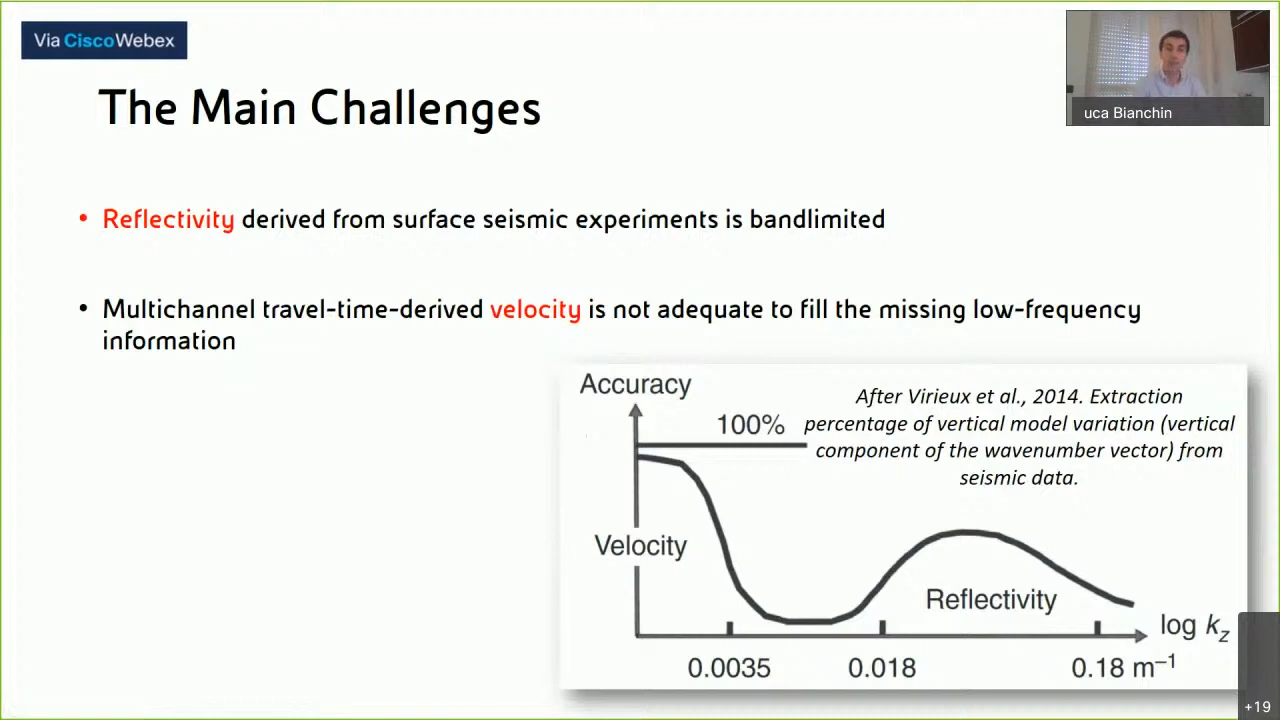 Via CiscoWebex
uca Bianchin
The Main Challenges
• Reflectivity derived from surface seismic experiments is bandlimited
• Multichannel travel-time-derived velocity is not adequate to fill the missing low-frequency
information
Accuracy
100%
After Virieux et al., 2014. Extraction
percentage of vertical model variation (vertical
component of the wavenumber vector) from
seismic data.
Velocity
Reflectivity
log kz
0.0035 0.018 0.18 m⁻¹
+19